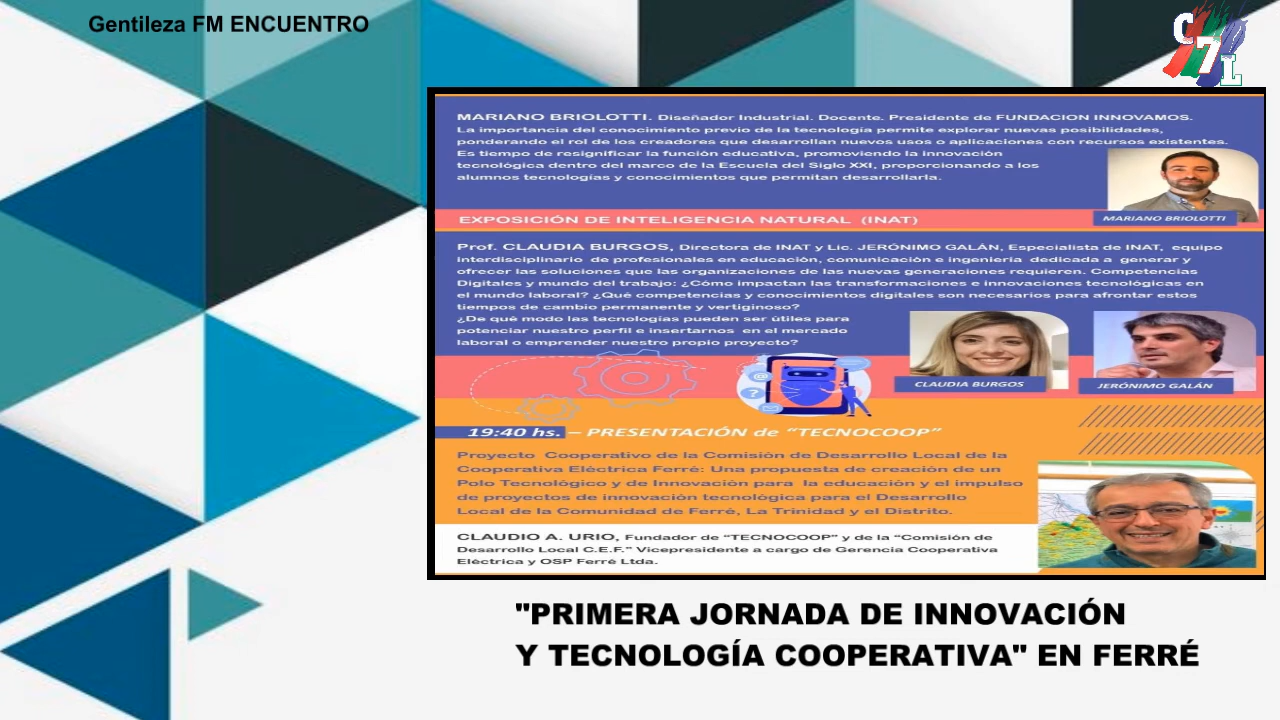 Gentileza FM ENCUENTRO
C
7
L
MARIANO BRIOLOTTI. Diseñador Industrial. Docente. Presidente de FUNDACION INNOVAMOS.
La importancia del conocimiento previo de la tecnología permite explorar nuevas posibilidades,
ponderando el rol de los creadores que desarrollan nuevos usos o aplicaciones con recursos existentes.
Es tiempo de resignificar la función educativa, promoviendo la innovación
tecnológica dentro del marco de la Escuela del Siglo XXI, proporcionando a los
alumnos tecnologías y conocimientos que permitan desarrollarla.
MARIANO BRIOLOTTI
EXPOSICIÓN DE INTELIGENCIA NATURAL (INAT)
Prof. CLAUDIA BURGOS, Directora de INAT y Lic. JERÓNIMO GALÁN, Especialista de INAT, equipo
interdisciplinario de profesionales en educación, comunicación e ingeniería dedicada a generar y
ofrecer las soluciones que las organizaciones de las nuevas generaciones requieren. Competencias
Digitales y mundo del trabajo: ¿Cómo impactan las transformaciones e innovaciones tecnológicas en
el mundo laboral? ¿Qué competencias y conocimientos digitales son necesarios para afrontar estos
tiempos de cambio permanente y vertiginoso?
¿De qué modo las tecnologías pueden ser útiles para
potenciar nuestro perfil e insertarnos en el mercado
laboral o emprender nuestro propio proyecto?
CLAUDIA BURGOS
JERÓNIMO GALÁN
19:40 hs. – PRESENTACIÓN de “TECNOCOOP”
Proyecto Cooperativo de la Comisión de Desarrollo Local de la
Cooperativa Eléctrica Ferré: Una propuesta de creación de un
Polo Tecnológico y de Innovación para la educación y el impulso
de proyectos de innovación tecnológica para el Desarrollo
Local de la Comunidad de Ferré, La Trinidad y el Distrito.
CLAUDIO A. URIO, Fundador de “TECNOCOOP” y de la “Comisión de
Desarrollo Local C.E.F.” Vicepresidente a cargo de Gerencia Cooperativa
Eléctrica y OSP Ferré Ltda.
"PRIMERA JORNADA DE INNOVACIÓN
Y TECNOLOGÍA COOPERATIVA" EN FERRÉ